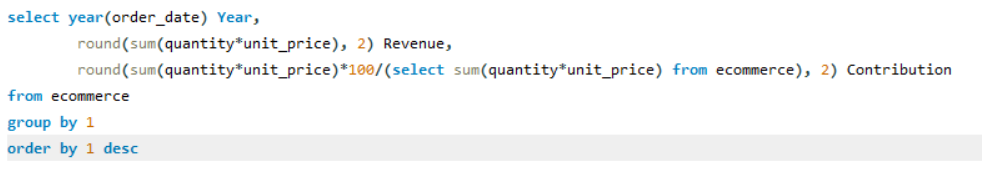 select year(order_date) Year,
round(sum(quantity*unit_price), 2) Revenue,
round(sum(quantity*unit_price)*100/(select sum(quantity*unit_price) from ecommerce), 2) Contribution
from ecommerce
group by 1
order by 1 desc